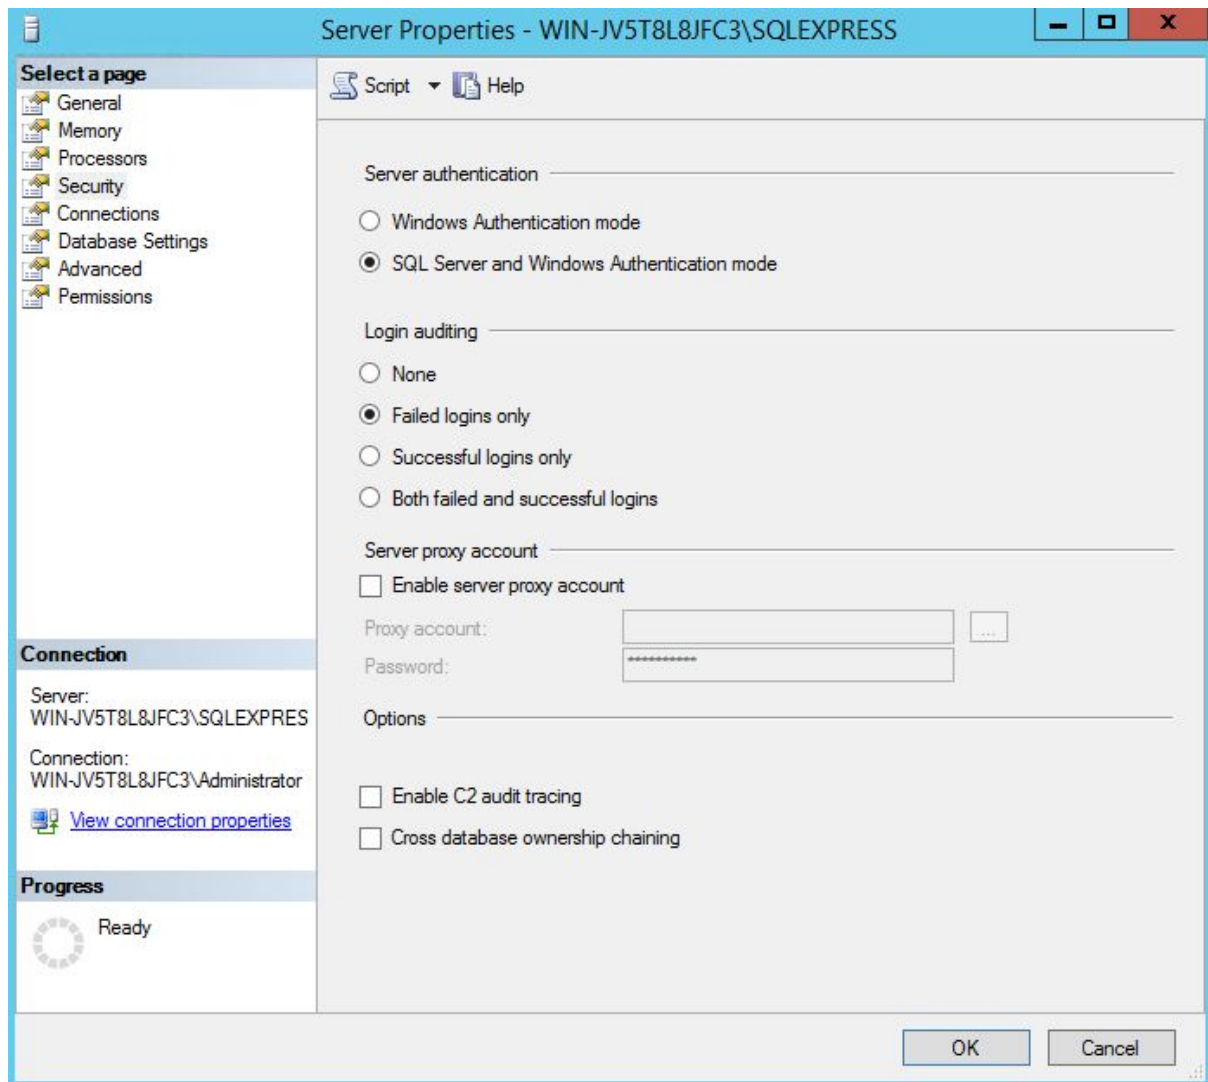 Server Properties - WIN-JV5T8L8JFC3\SQLEXPRESS
Select a page
General
Memory
Processors
Security
Connections
Database Settings
Advanced
Permissions
Script
Help
Server authentication
Windows Authentication mode
SQL Server and Windows Authentication mode
Login auditing
None
Failed logins only
Successful logins only
Both failed and successful logins
Server proxy account
Enable server proxy account
Proxy account:
...
Password:
**********
Options
Enable C2 audit tracing
Cross database ownership chaining
Connection
Server:
WIN-JV5T8L8JFC3\SQLEXPRES
Connection:
WIN-JV5T8L8JFC3\Administrator
View connection properties
Progress
Ready
OK
Cancel